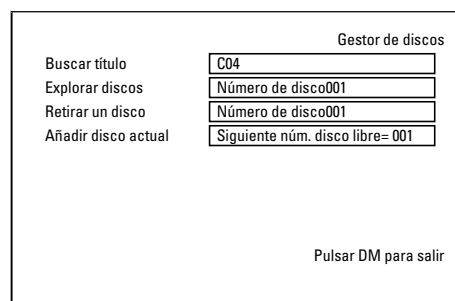 Gestor de discos
Buscar título C04
Explorar discos Número de disco001
Retirar un disco Número de disco001
Añadir disco actual Siguiente núm. disco libre= 001
Pulsar DM para salir